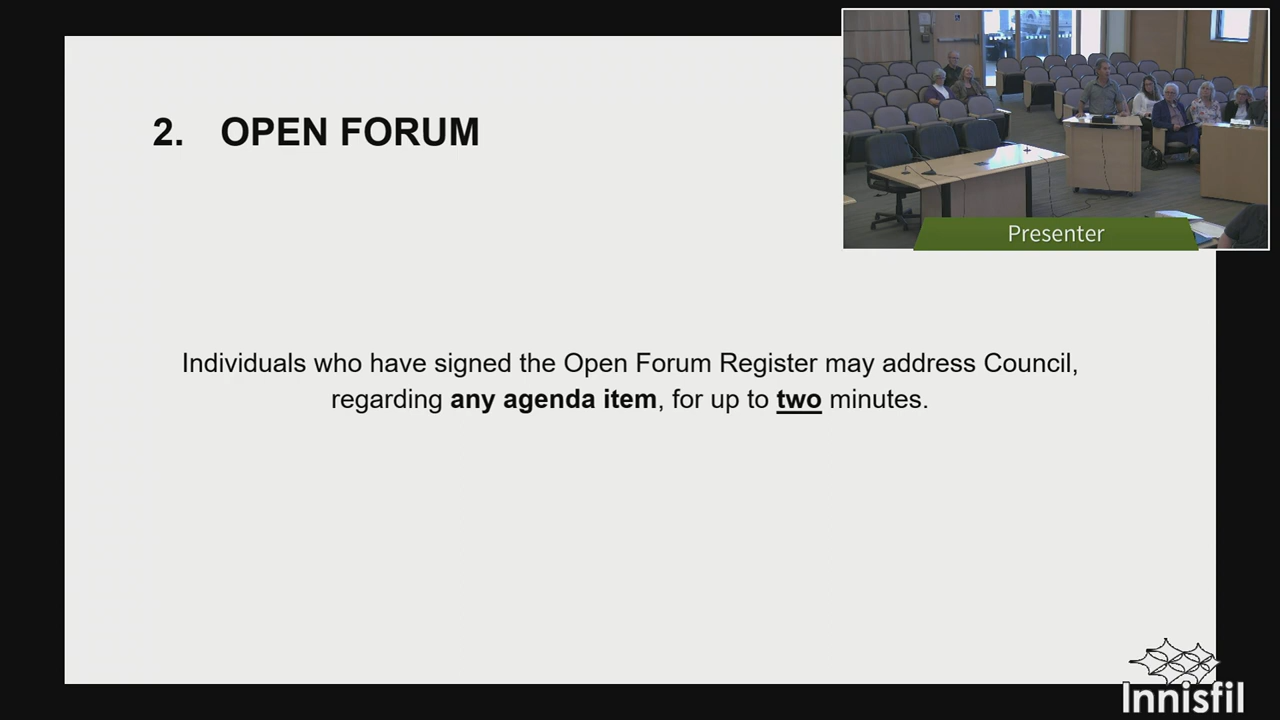 2. OPEN FORUM
Presenter
Individuals who have signed the Open Forum Register may address Council,
regarding any agenda item, for up to two minutes.
Innisfil